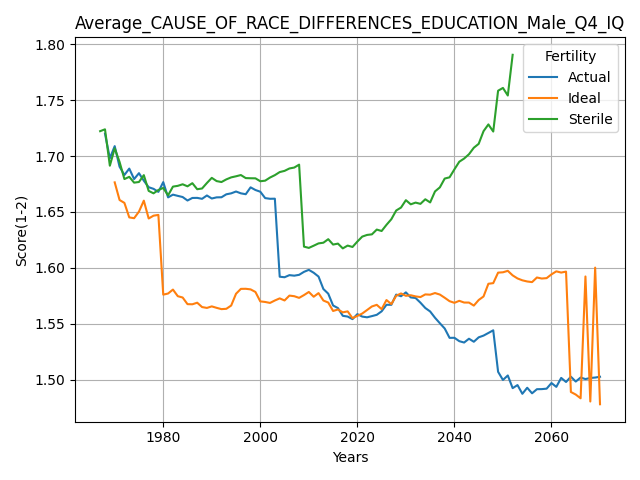 Average_CAUSE_OF_RACE_DIFFERENCES_EDUCATION_Male_Q4_IQ
1.80
1.75
1.70
1.65
1.60
1.55
1.50
Score(1-2)
Fertility
Actual
Ideal
Sterile
1980
2000
2020
2040
2060
Years